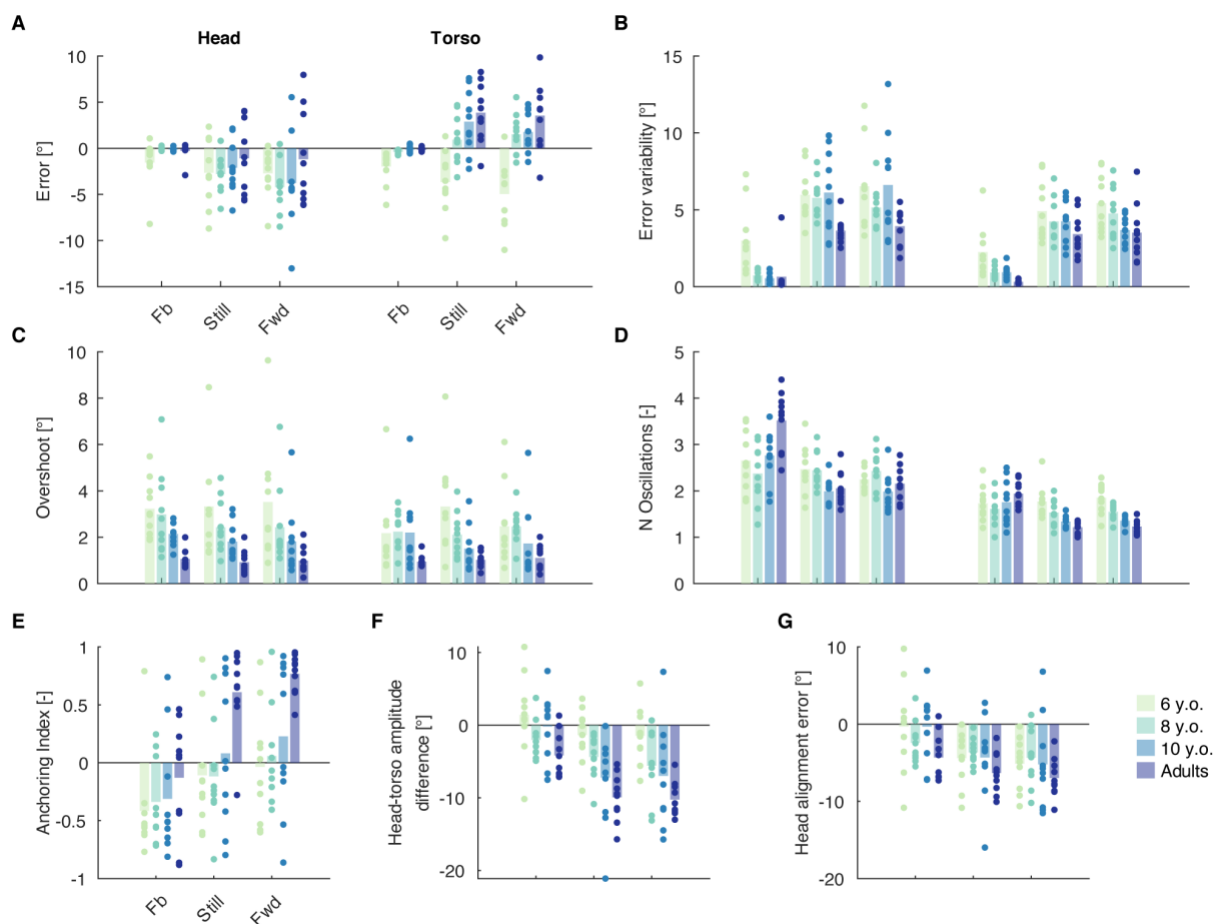 A
Head
Torso
B
10
5
0
-5
-10
-15
Error [°]
Fb
Still
Fwd
Fb
Still
Fwd
15
10
5
0
Error variability [°]
C
10
8
6
4
2
0
Overshoot [°]
D
5
4
3
2
1
0
N Oscillations [-]
E
1
0.5
0
-0.5
-1
Anchoring Index [-]
Fb
Still
Fwd
F
10
0
-10
-20
Head-torso amplitude
difference [°]
G
10
0
-10
-20
Head alignment error [°]
6 y.o.
8 y.o.
10 y.o.
Adults